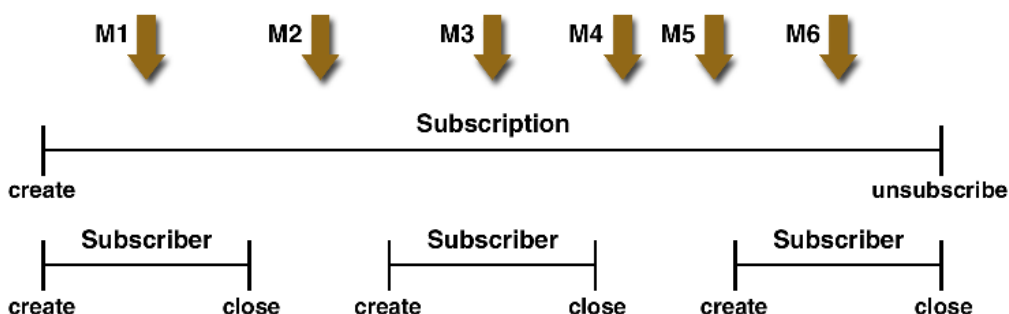 M1 M2 M3 M4 M5 M6
Subscription
create unsubscribe
Subscriber Subscriber Subscriber
create close create close create close